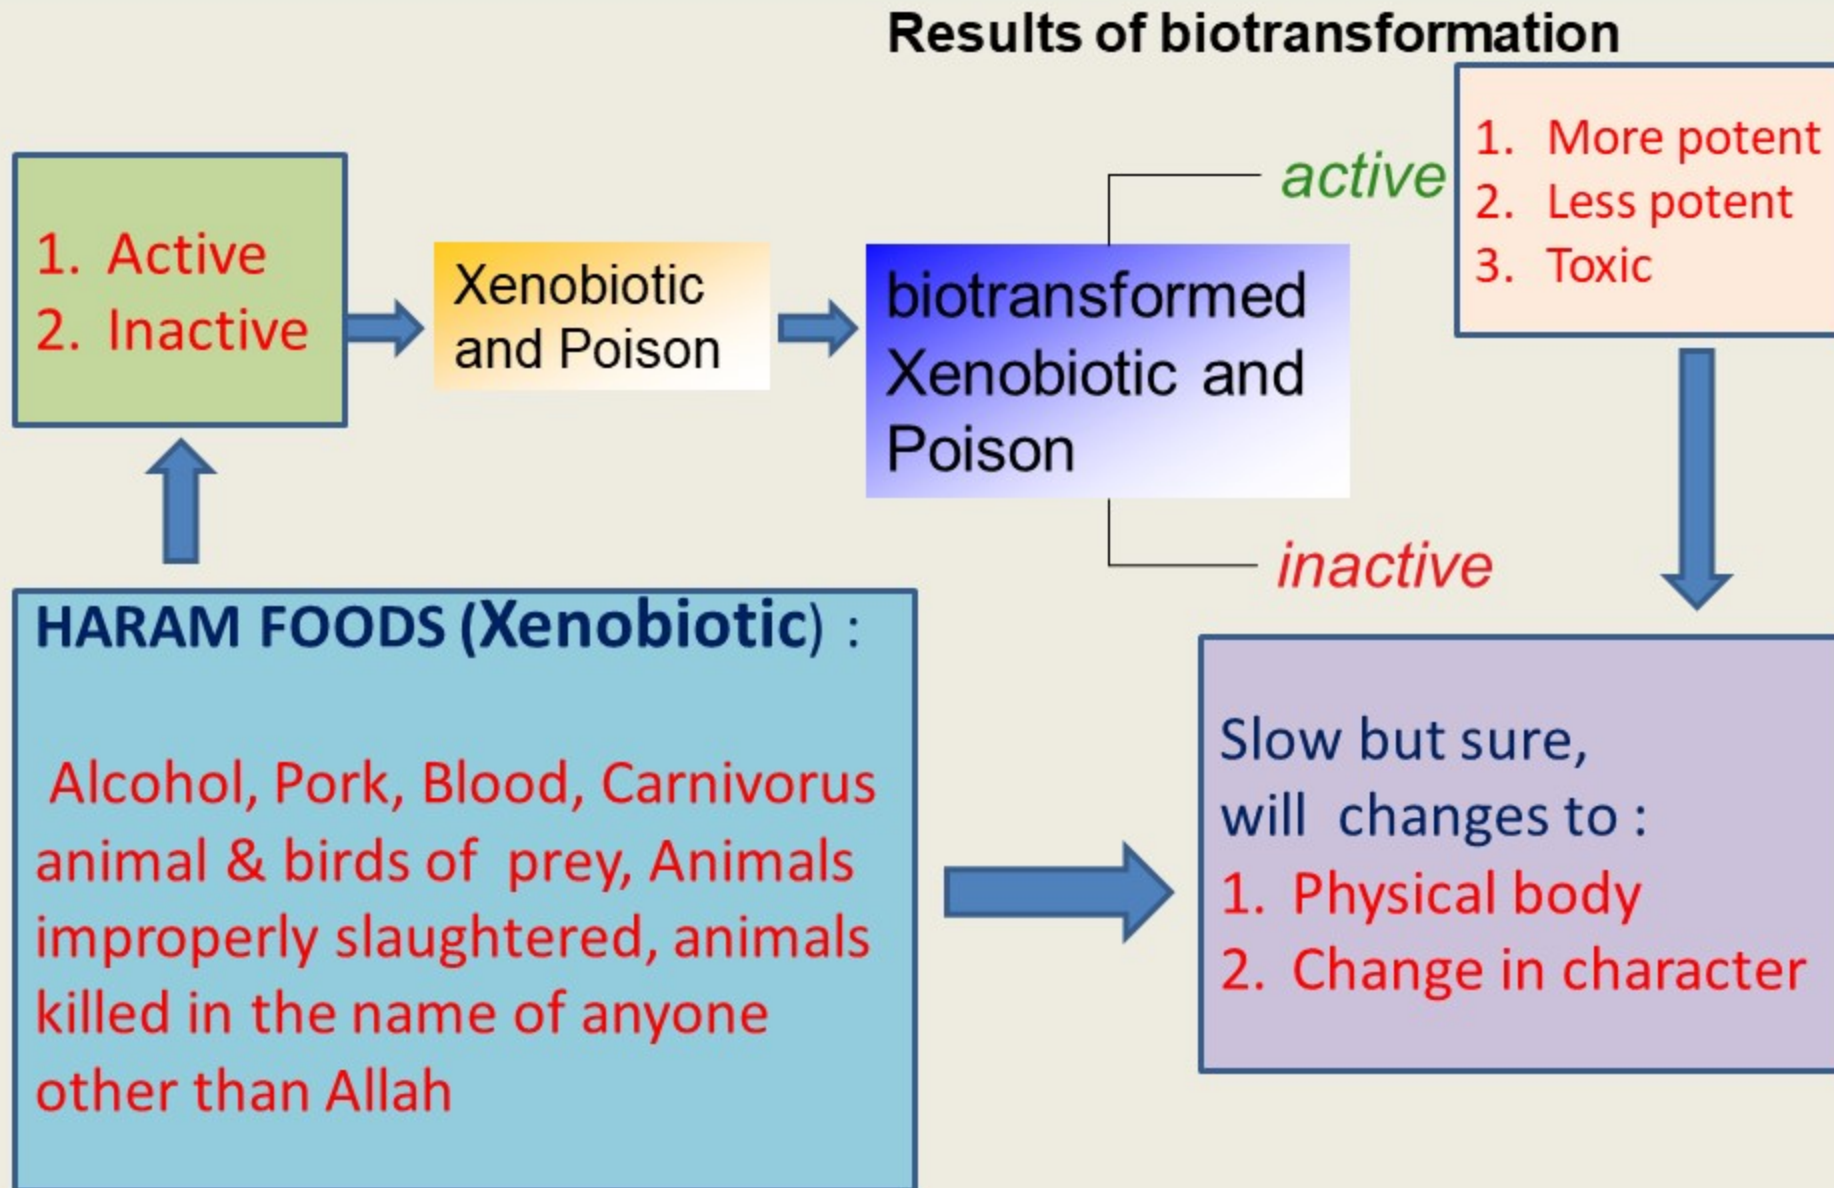 Results of biotransformation
1. Active
2. Inactive
Xenobiotic
and Poison
biotransformed
Xenobiotic and
Poison
active
inactive
1. More potent
2. Less potent
3. Toxic
HARAM FOODS (Xenobiotic) :
Alcohol, Pork, Blood, Carnivorus
animal & birds of prey, Animals
improperly slaughtered, animals
killed in the name of anyone
other than Allah
Slow but sure,
will changes to :
1. Physical body
2. Change in character